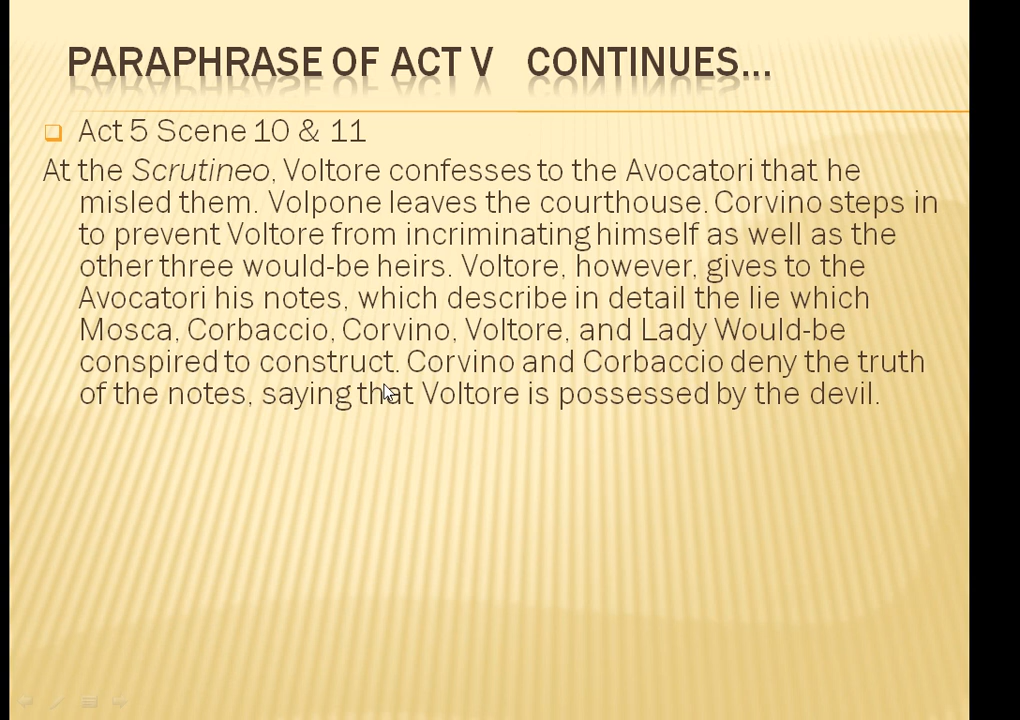 PARAPHRASE OF ACT V CONTINUES...
Act 5 Scene 10 & 11
At the Scrutineo, Voltore confesses to the Avocatori that he
misled them. Volpone leaves the courthouse. Corvino steps in
to prevent Voltore from incriminating himself as well as the
other three would-be heirs. Voltore, however, gives to the
Avocatori his notes, which describe in detail the lie which
Mosca, Corbaccio, Corvino, Voltore, and Lady Would-be
conspired to construct. Corvino and Corbaccio deny the truth
of the notes, saying that Voltore is possessed by the devil.